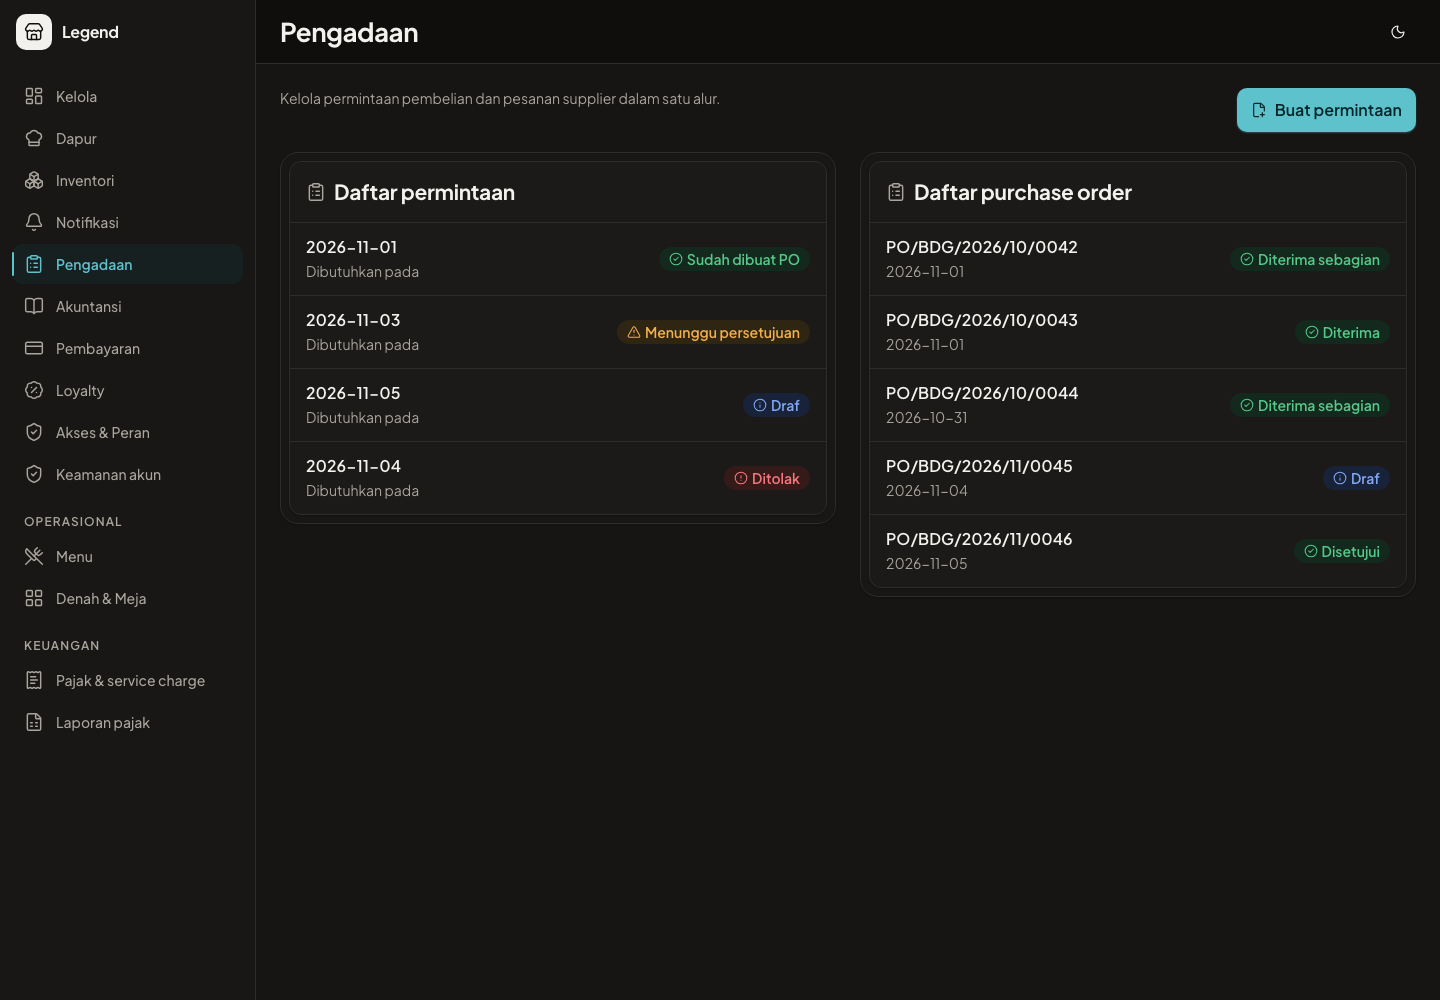 Legend
Kelola
Dapur
Inventori
Notifikasi
Pengadaan
Akuntansi
Pembayaran
Loyalty
Akses & Peran
Keamanan akun
OPERASIONAL
Menu
Denah & Meja
KEUANGAN
Pajak & service charge
Laporan pajak
Pengadaan
Kelola permintaan pembelian dan pesanan supplier dalam satu alur.
Buat permintaan
Daftar permintaan
2026-11-01
Dibutuhkan pada
Sudah dibuat PO
2026-11-03
Dibutuhkan pada
Menunggu persetujuan
2026-11-05
Dibutuhkan pada
Draf
2026-11-04
Dibutuhkan pada
Ditolak
Daftar purchase order
PO/BDG/2026/10/0042
2026-11-01
Diterima sebagian
PO/BDG/2026/10/0043
2026-11-01
Diterima
PO/BDG/2026/10/0044
2026-10-31
Diterima sebagian
PO/BDG/2026/11/0045
2026-11-04
Draf
PO/BDG/2026/11/0046
2026-11-05
Disetujui